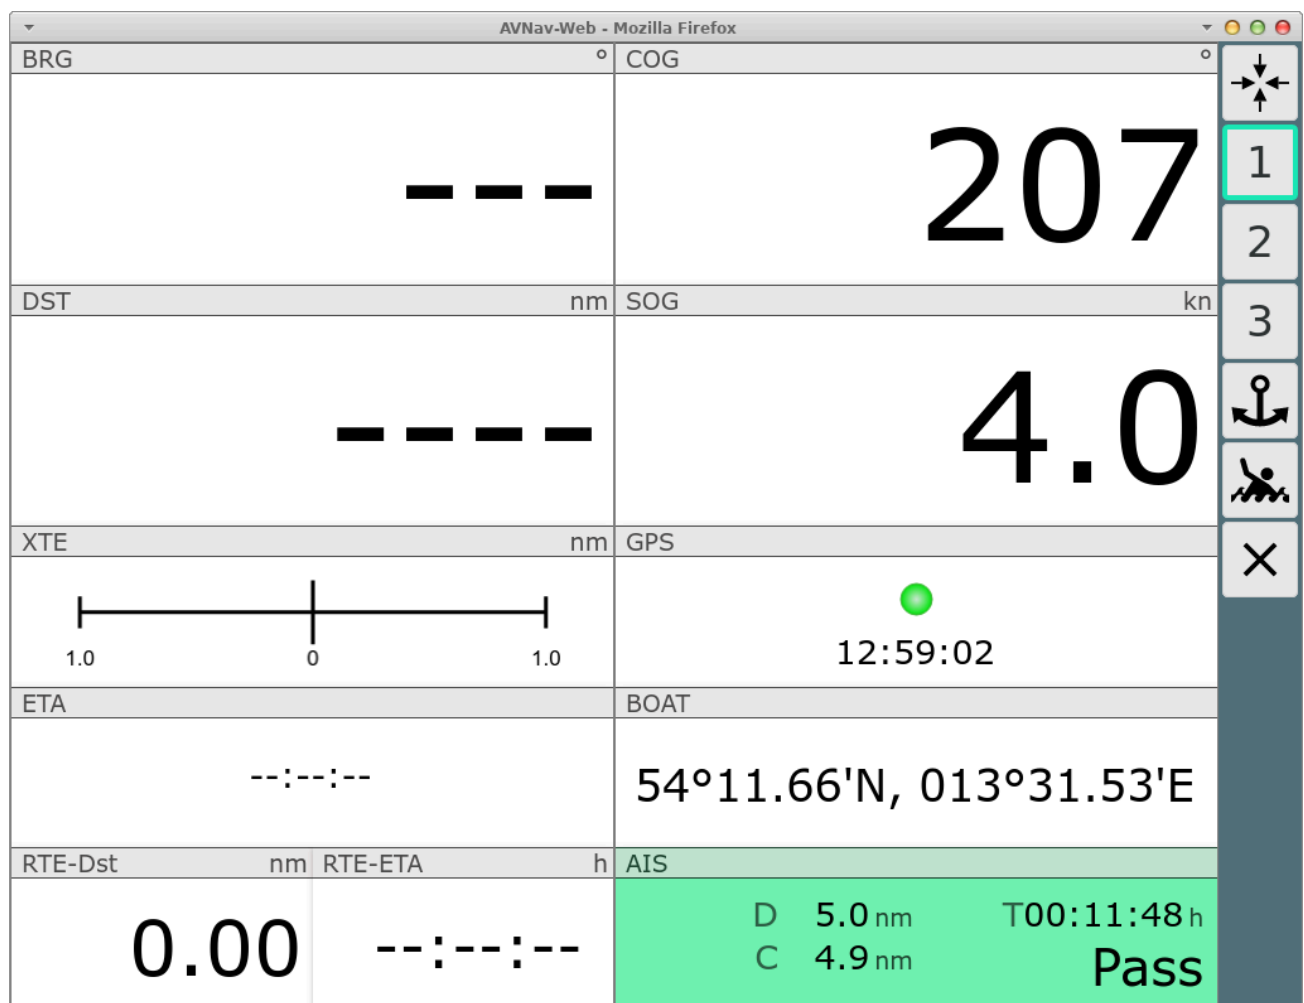 AVNav-Web - Mozilla Firefox
BRG °
---
COG °
207
DST nm
----
SOG kn
4.0
XTE nm
1.0 0 1.0
GPS
12:59:02
ETA
--:--:--
BOAT
54°11.66'N, 013°31.53'E
RTE-Dst nm
0.00
RTE-ETA h
--:--:--
AIS
D 5.0 nm T00:11:48 h
C 4.9 nm
Pass
1
2
3